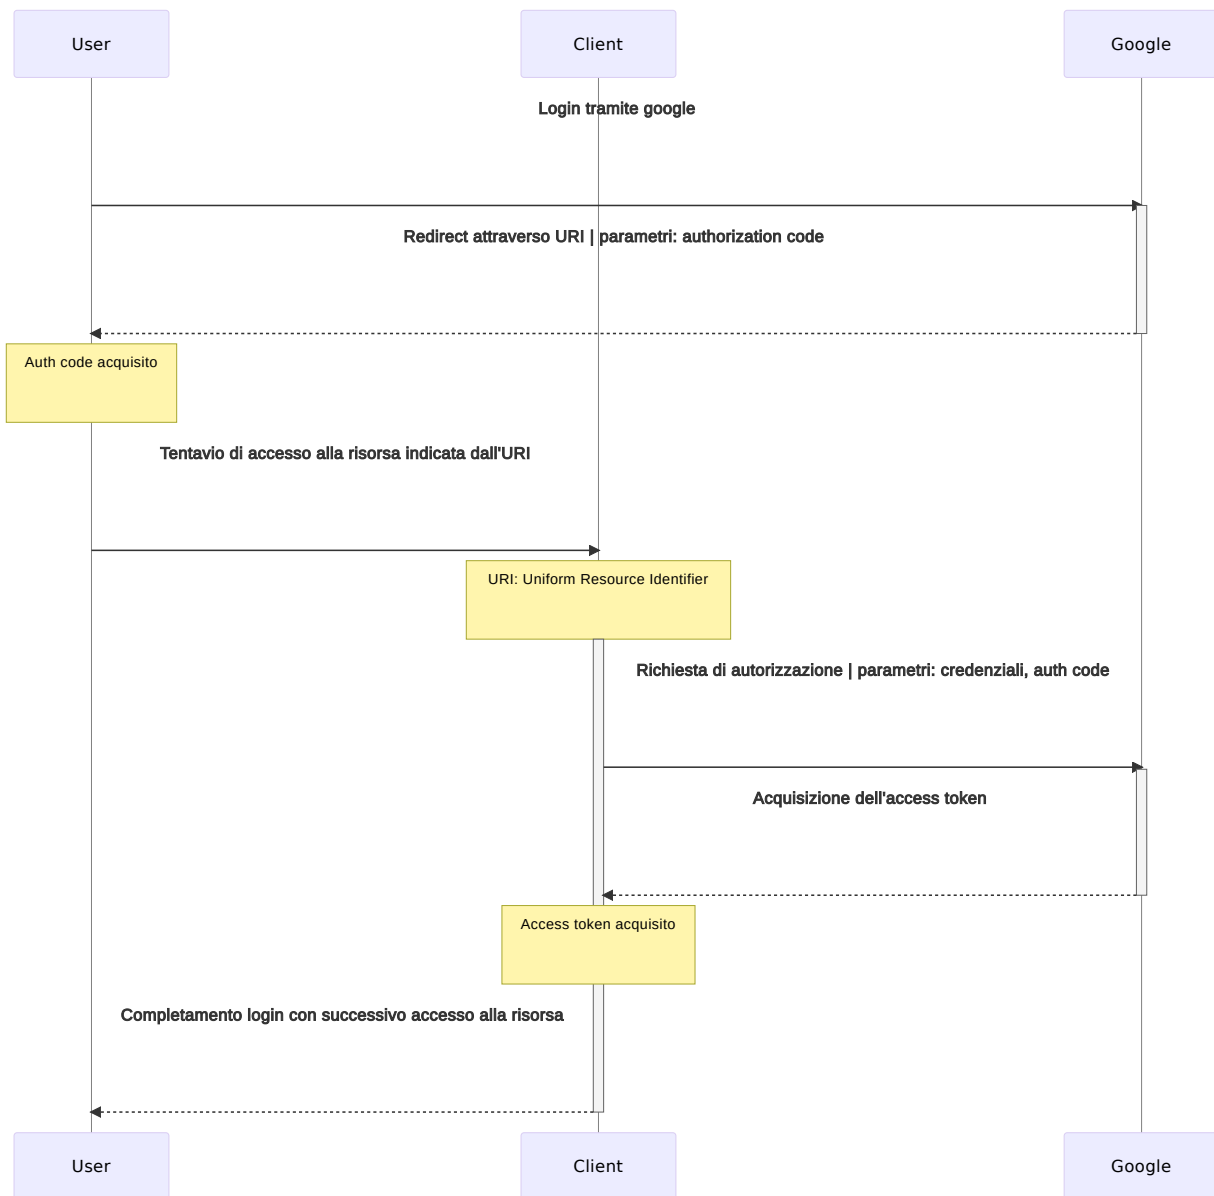 User
Client
Google
Login tramite google
Redirect attraverso URI | parametri: authorization code
Auth code acquisito
Tentavio di accesso alla risorsa indicata dall'URI
URI: Uniform Resource Identifier
Richiesta di autorizzazione | parametri: credenziali, auth code
Acquisizione dell'access token
Access token acquisito
Completamento login con successivo accesso alla risorsa
User
Client
Google